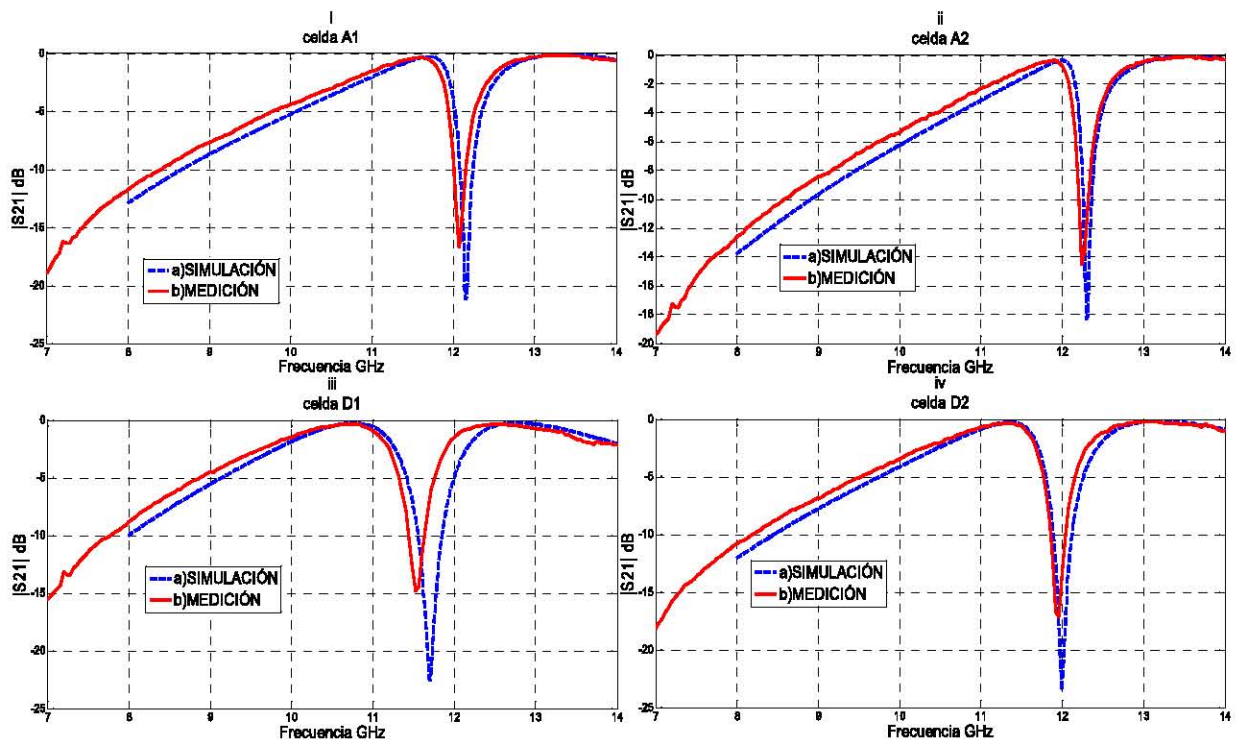 i
celda A1
0
-5
-10
-15
-20
-25
|S21| dB
a)SIMULACIÓN
b)MEDICIÓN
7 8 9 10 11 12 13 14
Frecuencia GHz
ii
celda A2
0
-2
-4
-6
-8
-10
-12
-14
-16
-18
-20
|S21| dB
a)SIMULACIÓN
b)MEDICIÓN
7 8 9 10 11 12 13 14
Frecuencia GHz
iii
celda D1
0
-5
-10
-15
-20
-25
|S21| dB
a)SIMULACIÓN
b)MEDICIÓN
7 8 9 10 11 12 13 14
Frecuencia GHz
iv
celda D2
0
-5
-10
-15
-20
-25
|S21| dB
a)SIMULACIÓN
b)MEDICIÓN
7 8 9 10 11 12 13 14
Frecuencia GHz